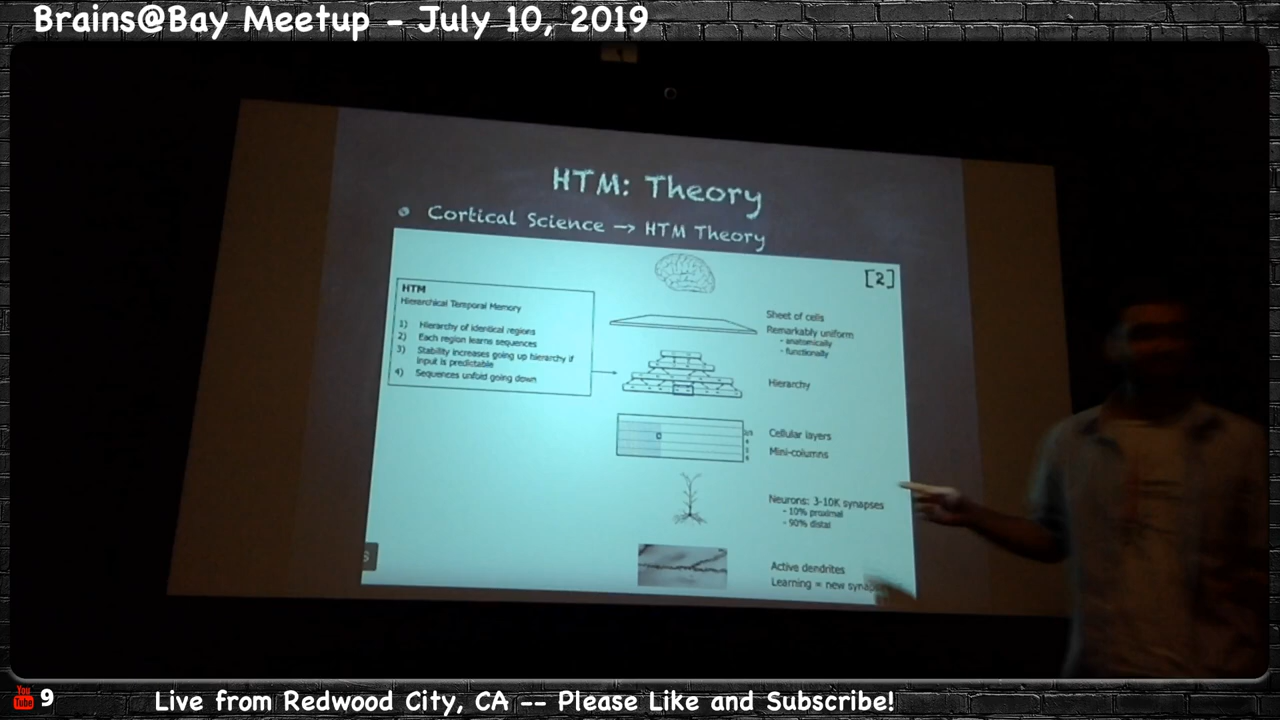 Brains@Bay Meetup - July 10, 2019
HTM: Theory
Cortical Science -> HTM Theory
[2]
HTM
Hierarchical Temporal Memory
1) Hierarchy of identical regions
2) Each region learns sequences
3) Stability increases going up hierarchy if
input is predictable
4) Sequences unfold going down
Sheet of cells
Remarkably uniform
- anatomically
- functionally
Hierarchy
Cellular layers
Mini-columns
Neurons: 3-10K synapses
- 10% proximal
- 90% distal
Active dendrites
Learning = new
S
You
Tube
9
Live from Redwood City, CA -- Please Like and Subscribe!